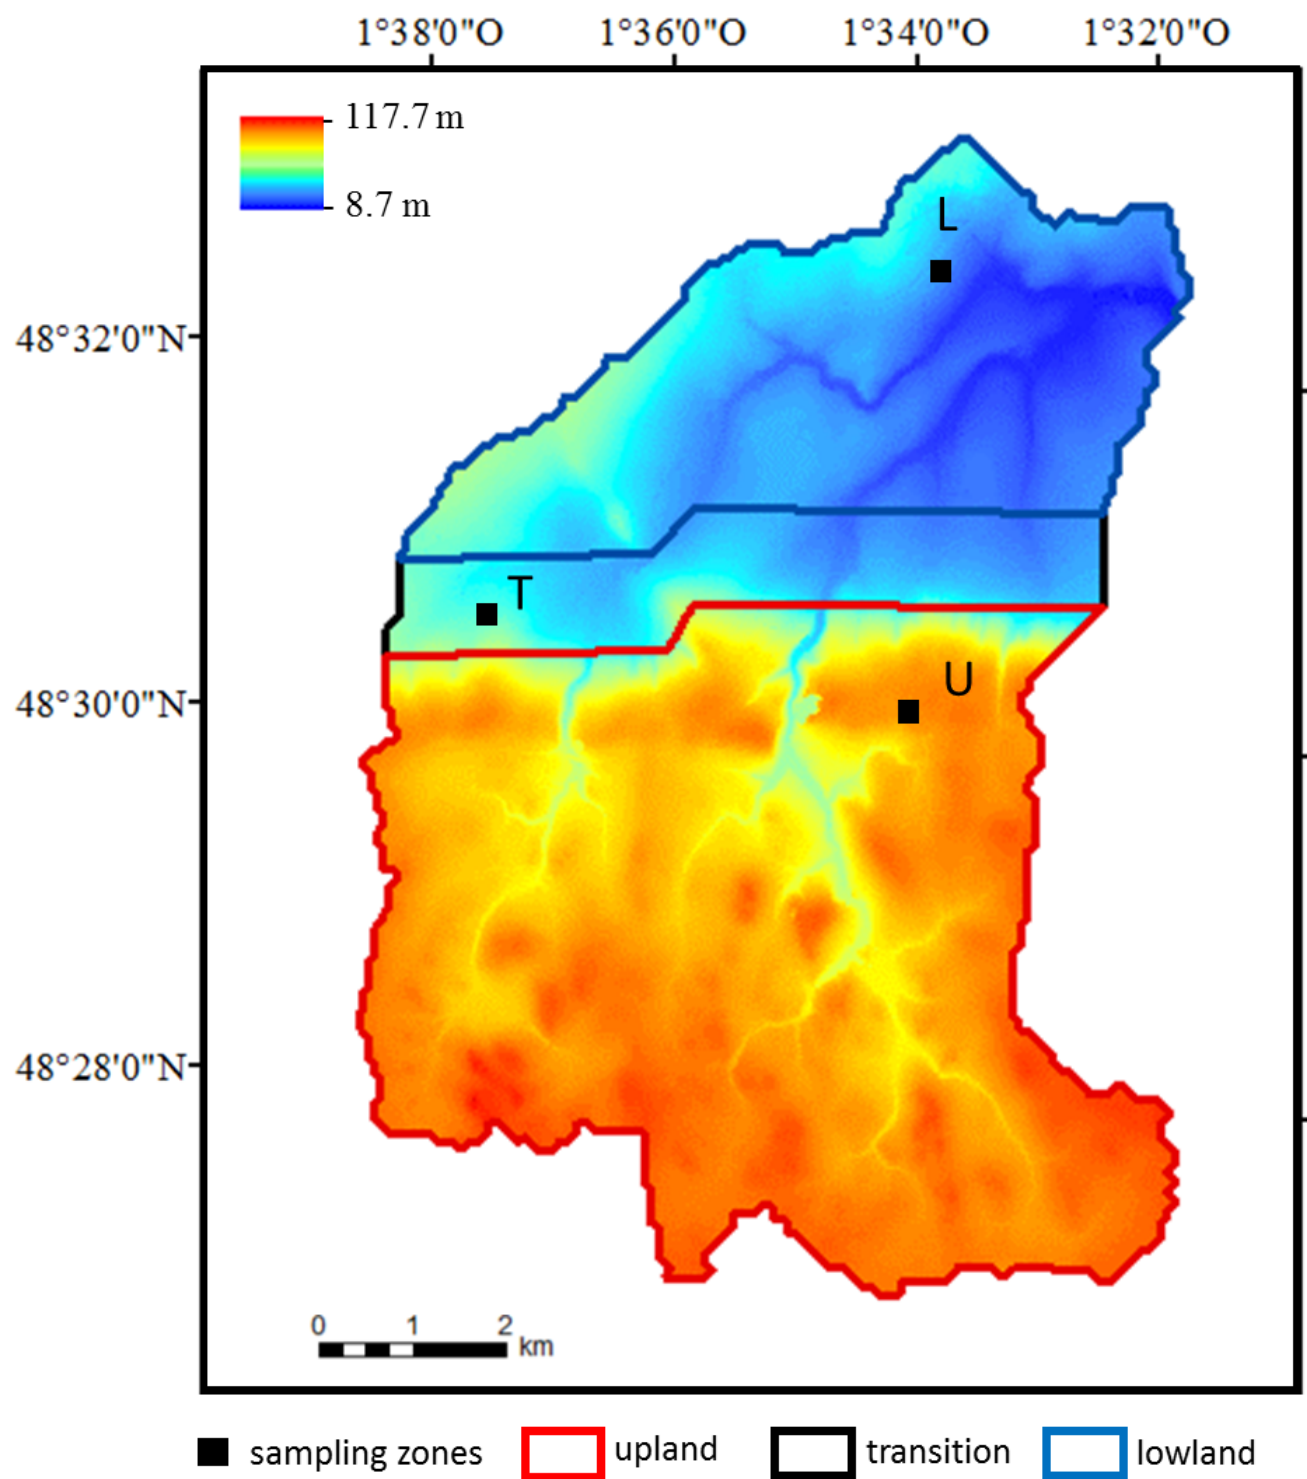 1°38'0"O 1°36'0"O 1°34'0"O 1°32'0"O
117.7 m
8.7 m
L
48°32'0"N
T
U
48°30'0"N
48°28'0"N
0 1 2
km
sampling zones upland transition lowland